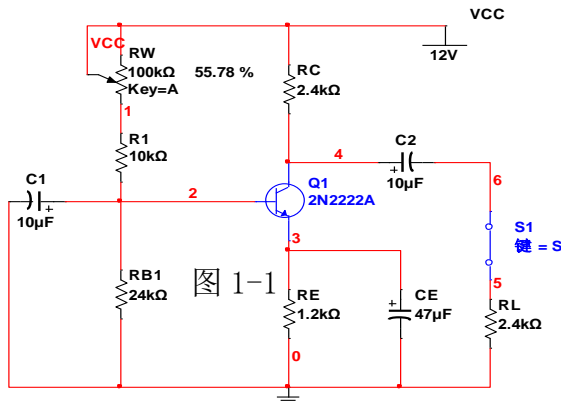 VCC
VCC
12V
RW
100kΩ
Key=A
55.78 %
RC
2.4kΩ
1
R1
10kΩ
4
C2
10μF
6
C1
10μF
2
Q1
2N2222A
S1
键 = S
3
5
RB1
24kΩ
图 1-1
RE
1.2kΩ
CE
47μF
RL
2.4kΩ
0